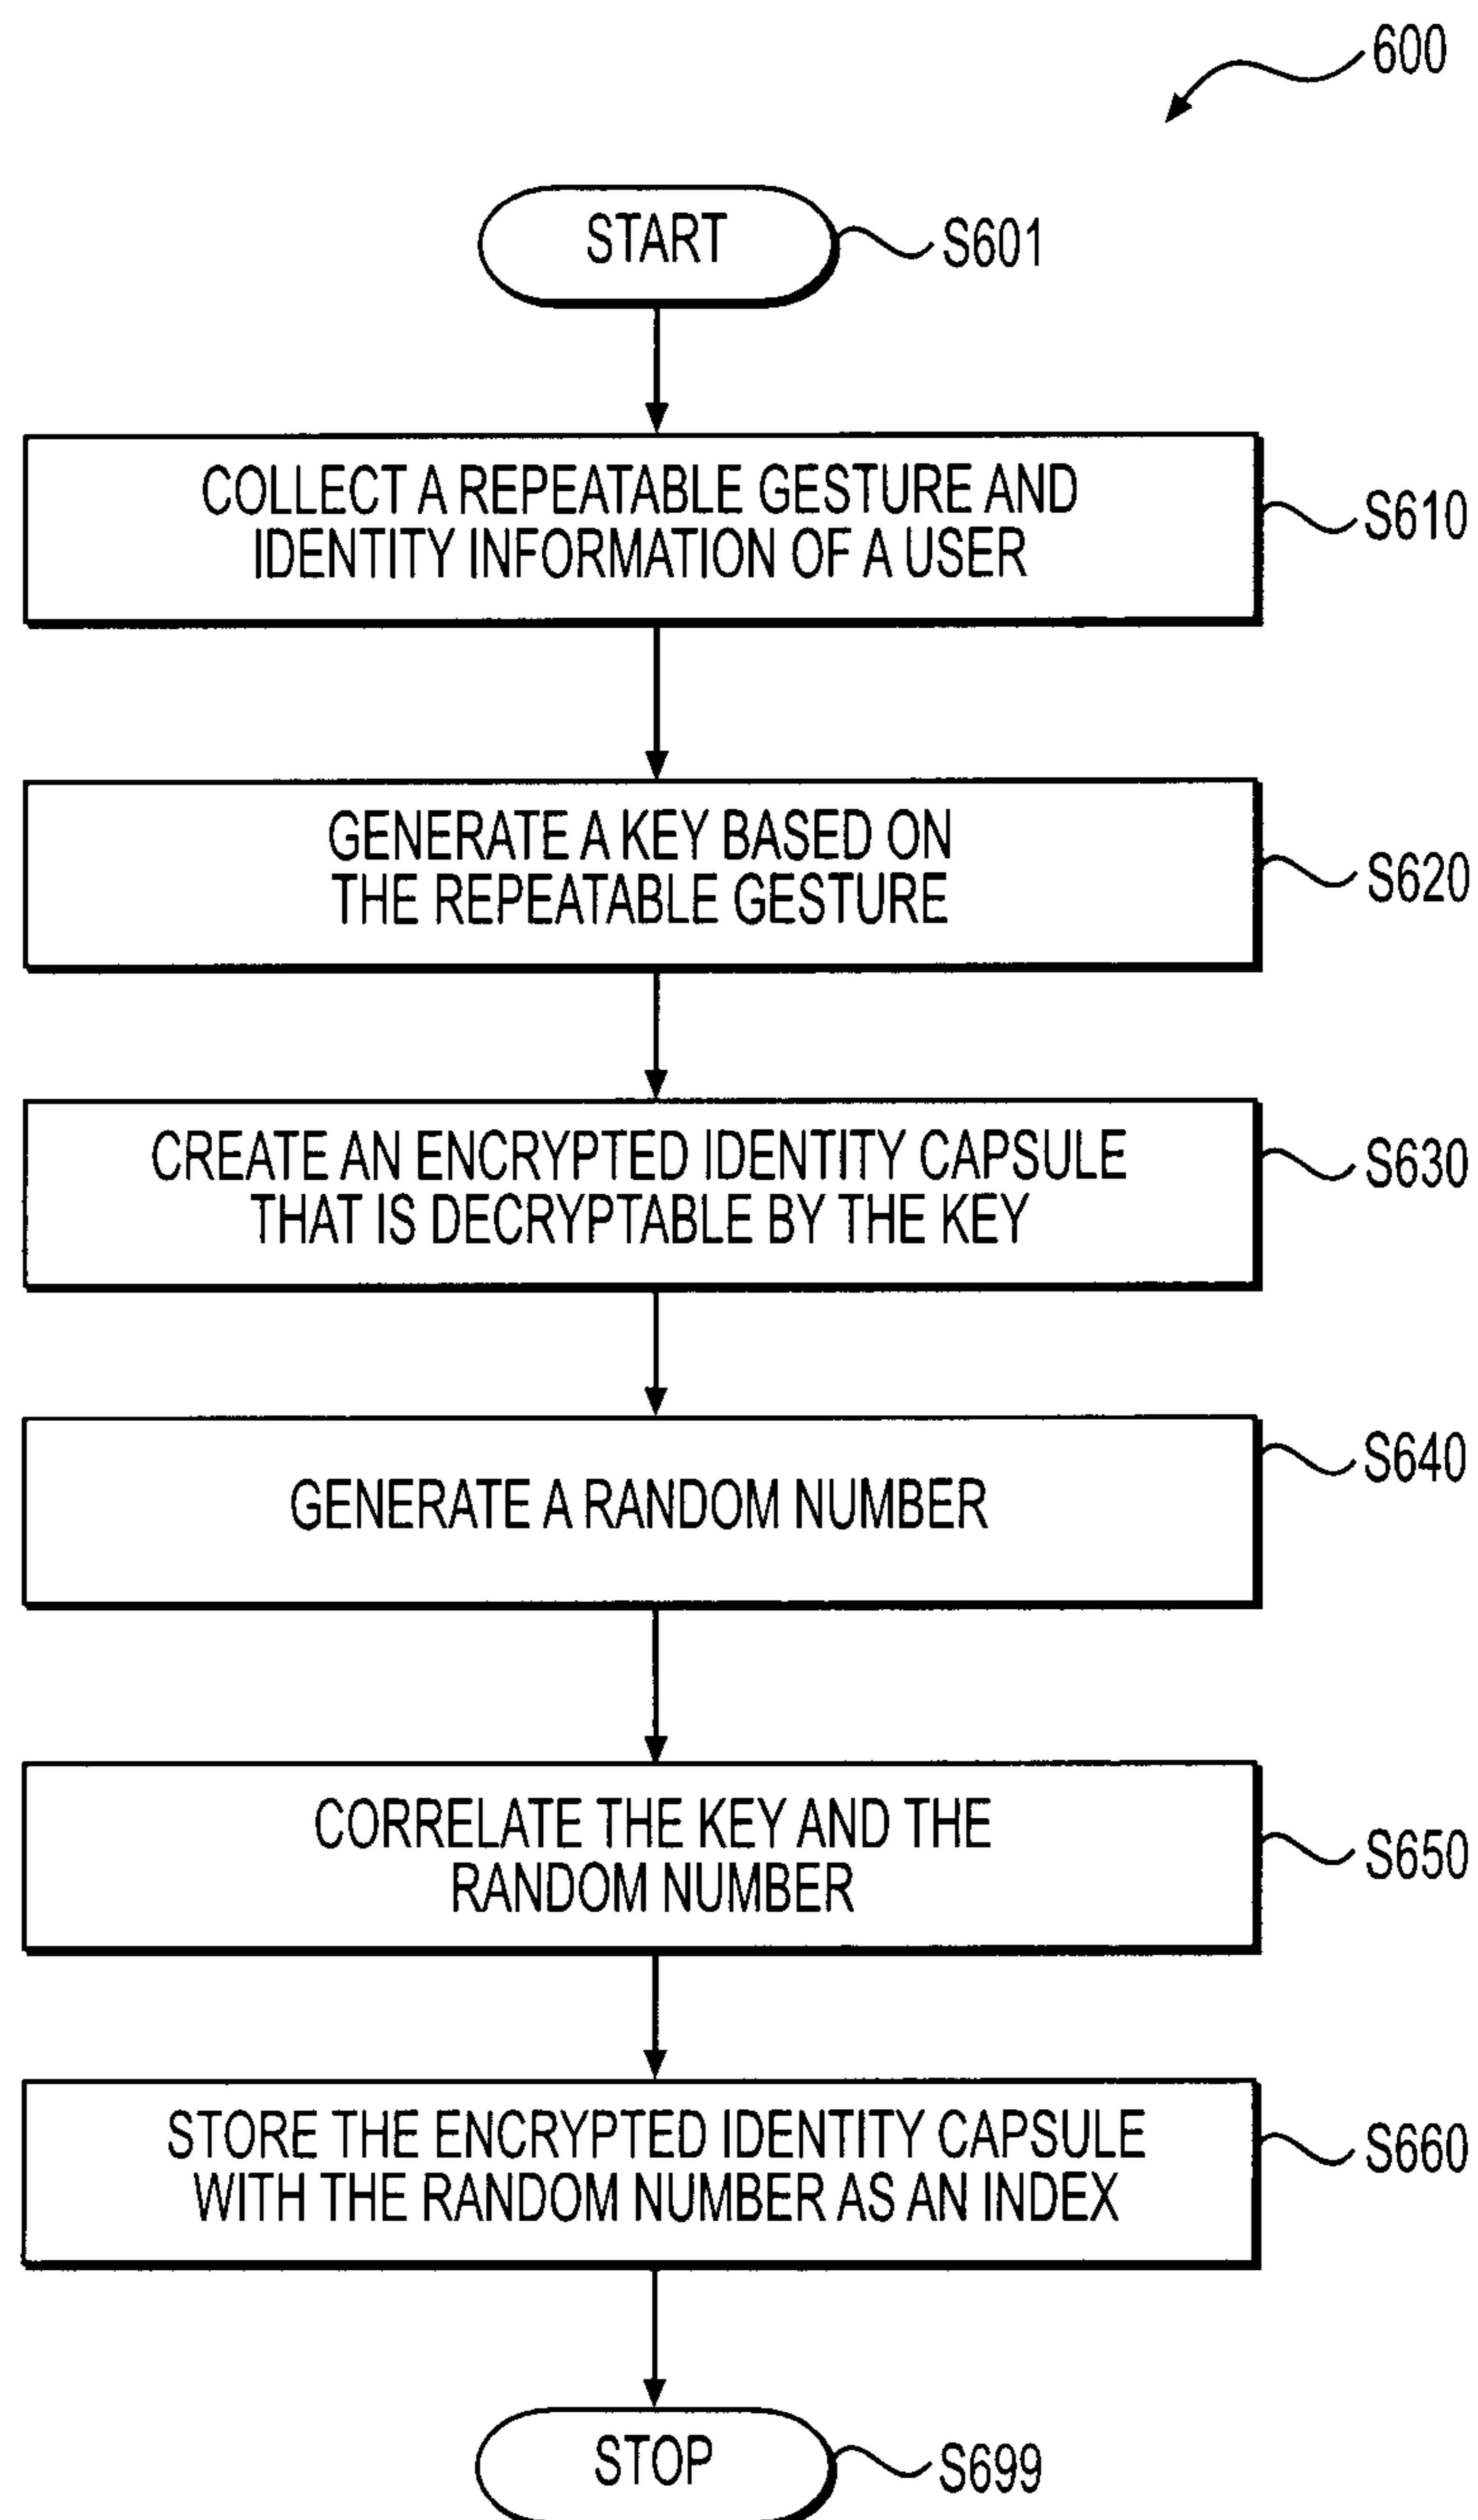 600
START
S601
COLLECT A REPEATABLE GESTURE AND
IDENTITY INFORMATION OF A USER
S610
GENERATE A KEY BASED ON
THE REPEATABLE GESTURE
S620
CREATE AN ENCRYPTED IDENTITY CAPSULE
THAT IS DECRYPTABLE BY THE KEY
S630
GENERATE A RANDOM NUMBER
S640
CORRELATE THE KEY AND THE
RANDOM NUMBER
S650
STORE THE ENCRYPTED IDENTITY CAPSULE
WITH THE RANDOM NUMBER AS AN INDEX
S660
STOP
S699